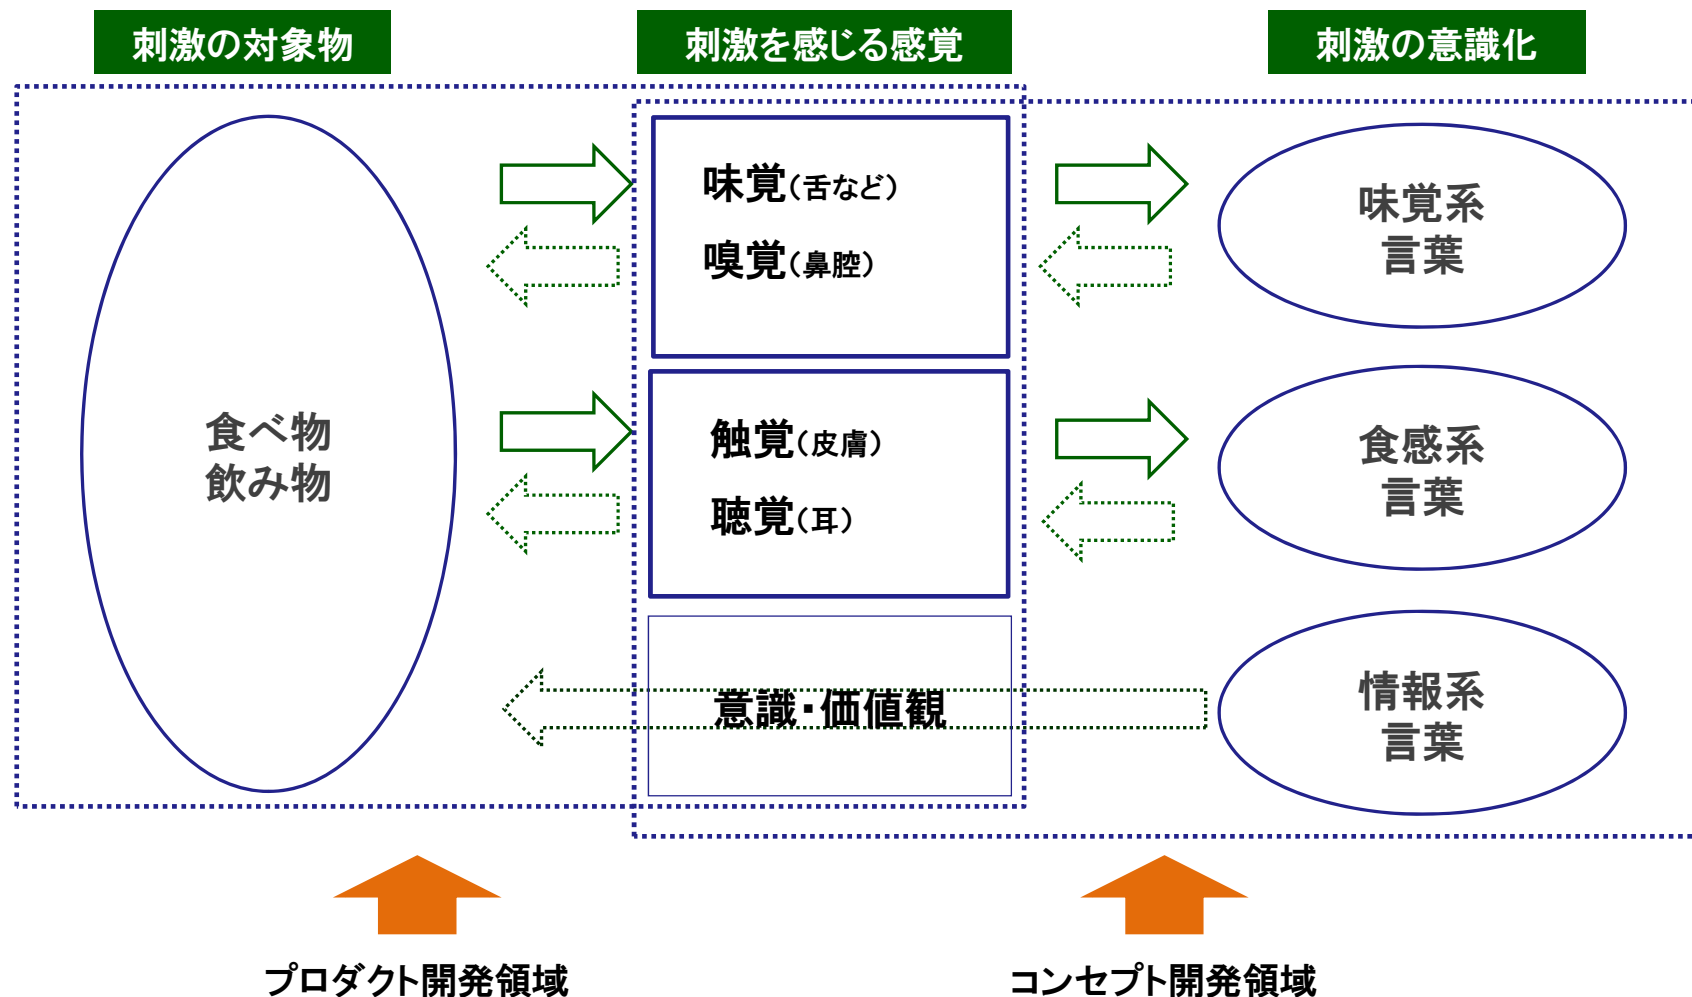 刺激の対象物
刺激を感じる感覚
刺激の意識化
味覚(舌など)
嗅覚(鼻腔)
味覚系
言葉
食べ物
飲み物
触覚(皮膚)
聴覚(耳)
食感系
言葉
意識・価値観
情報系
言葉
プロダクト開発領域
コンセプト開発領域